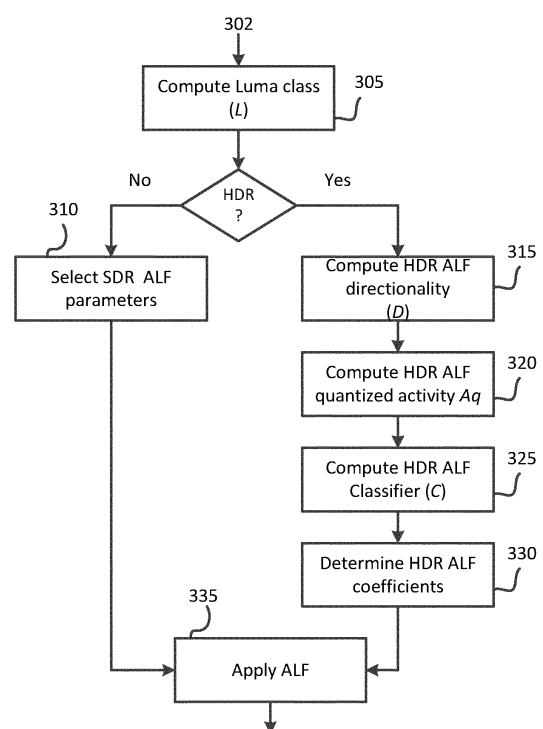 302
Compute Luma class
(L)
305
HDR
?
No
Yes
310
Select SDR ALF
parameters
Compute HDR ALF
directionality
(D)
315
Compute HDR ALF
quantized activity Aq
320
Compute HDR ALF
Classifier (C)
325
Determine HDR ALF
coefficients
330
335
Apply ALF